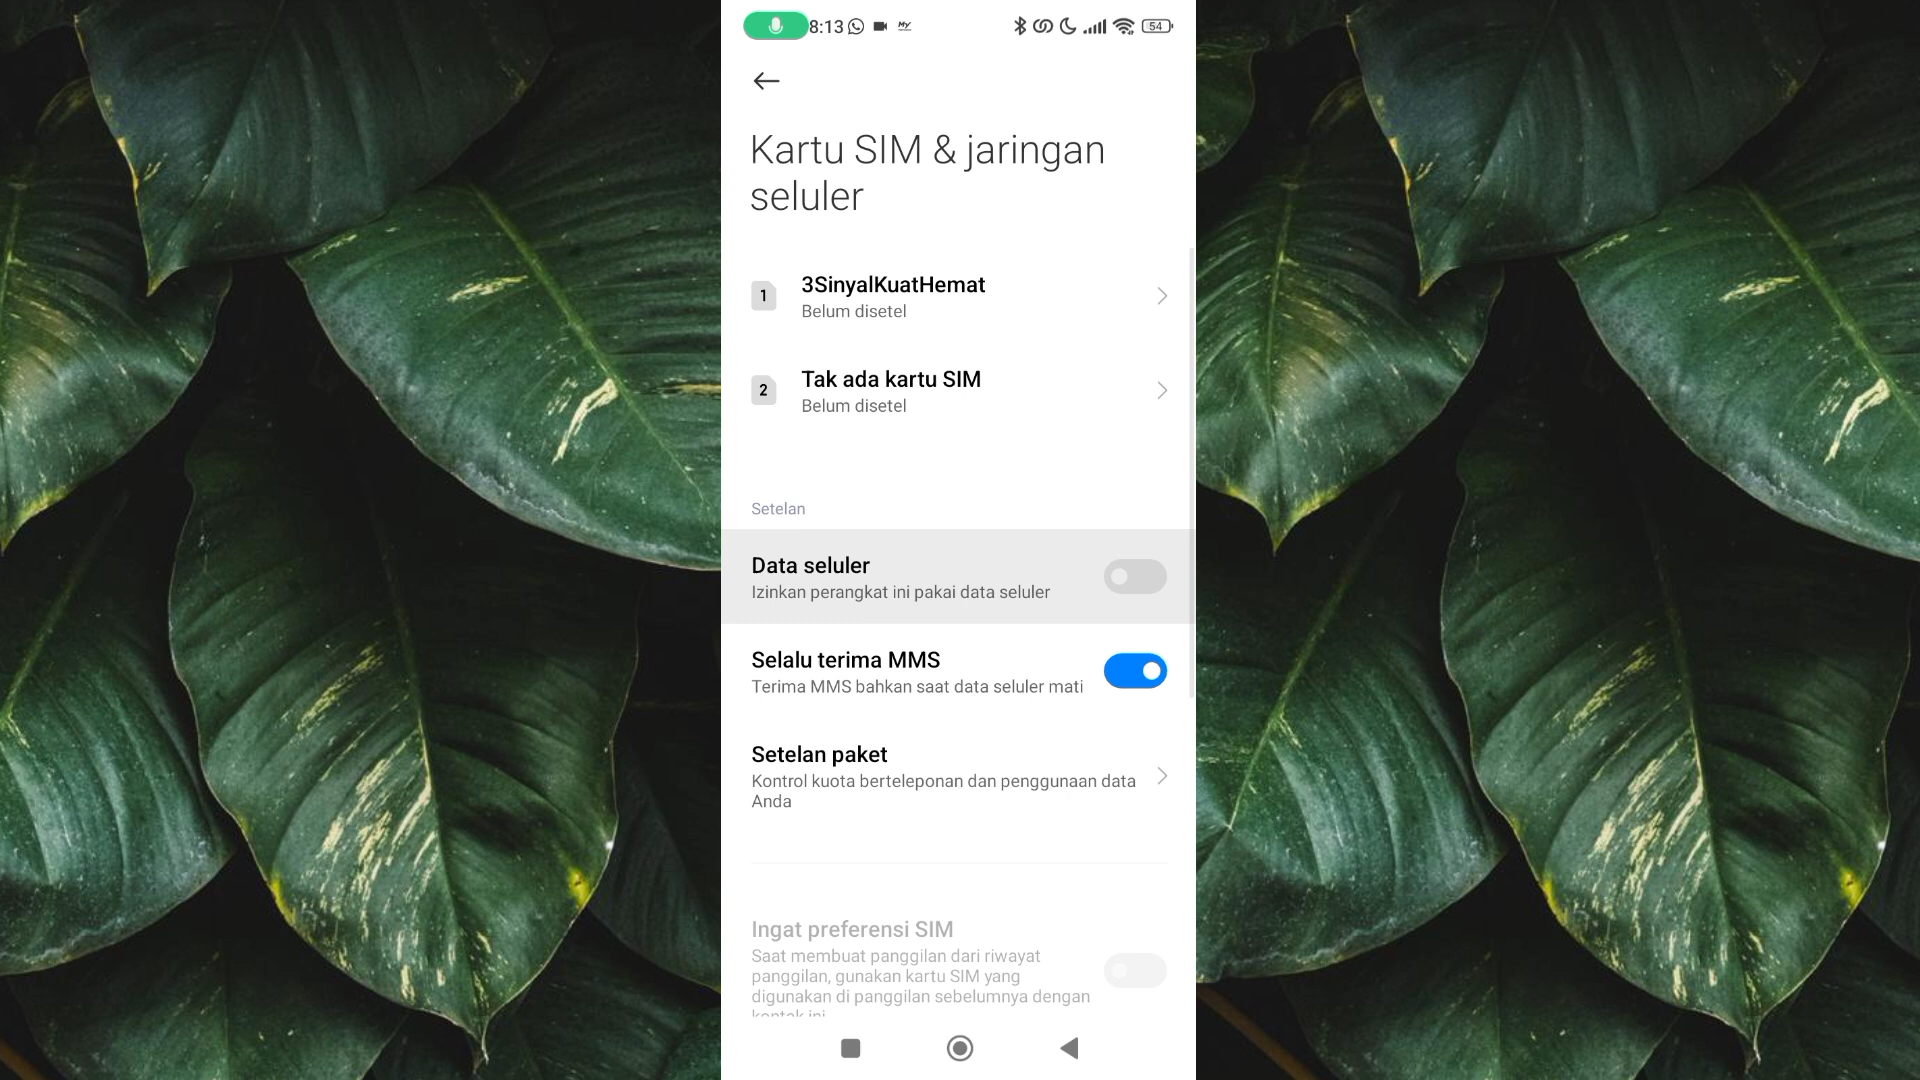 8:13
54
Kartu SIM & jaringan
seluler
1
3SinyalKuatHemat
Belum disetel
2
Tak ada kartu SIM
Belum disetel
Setelan
Data seluler
Izinkan perangkat ini pakai data seluler
Selalu terima MMS
Terima MMS bahkan saat data seluler mati
Setelan paket
Kontrol kuota berteleponan dan penggunaan data
Anda
Ingat preferensi SIM
Saat membuat panggilan dari riwayat
panggilan, gunakan kartu SIM yang
digunakan di panggilan sebelumnya dengan
kontak ini